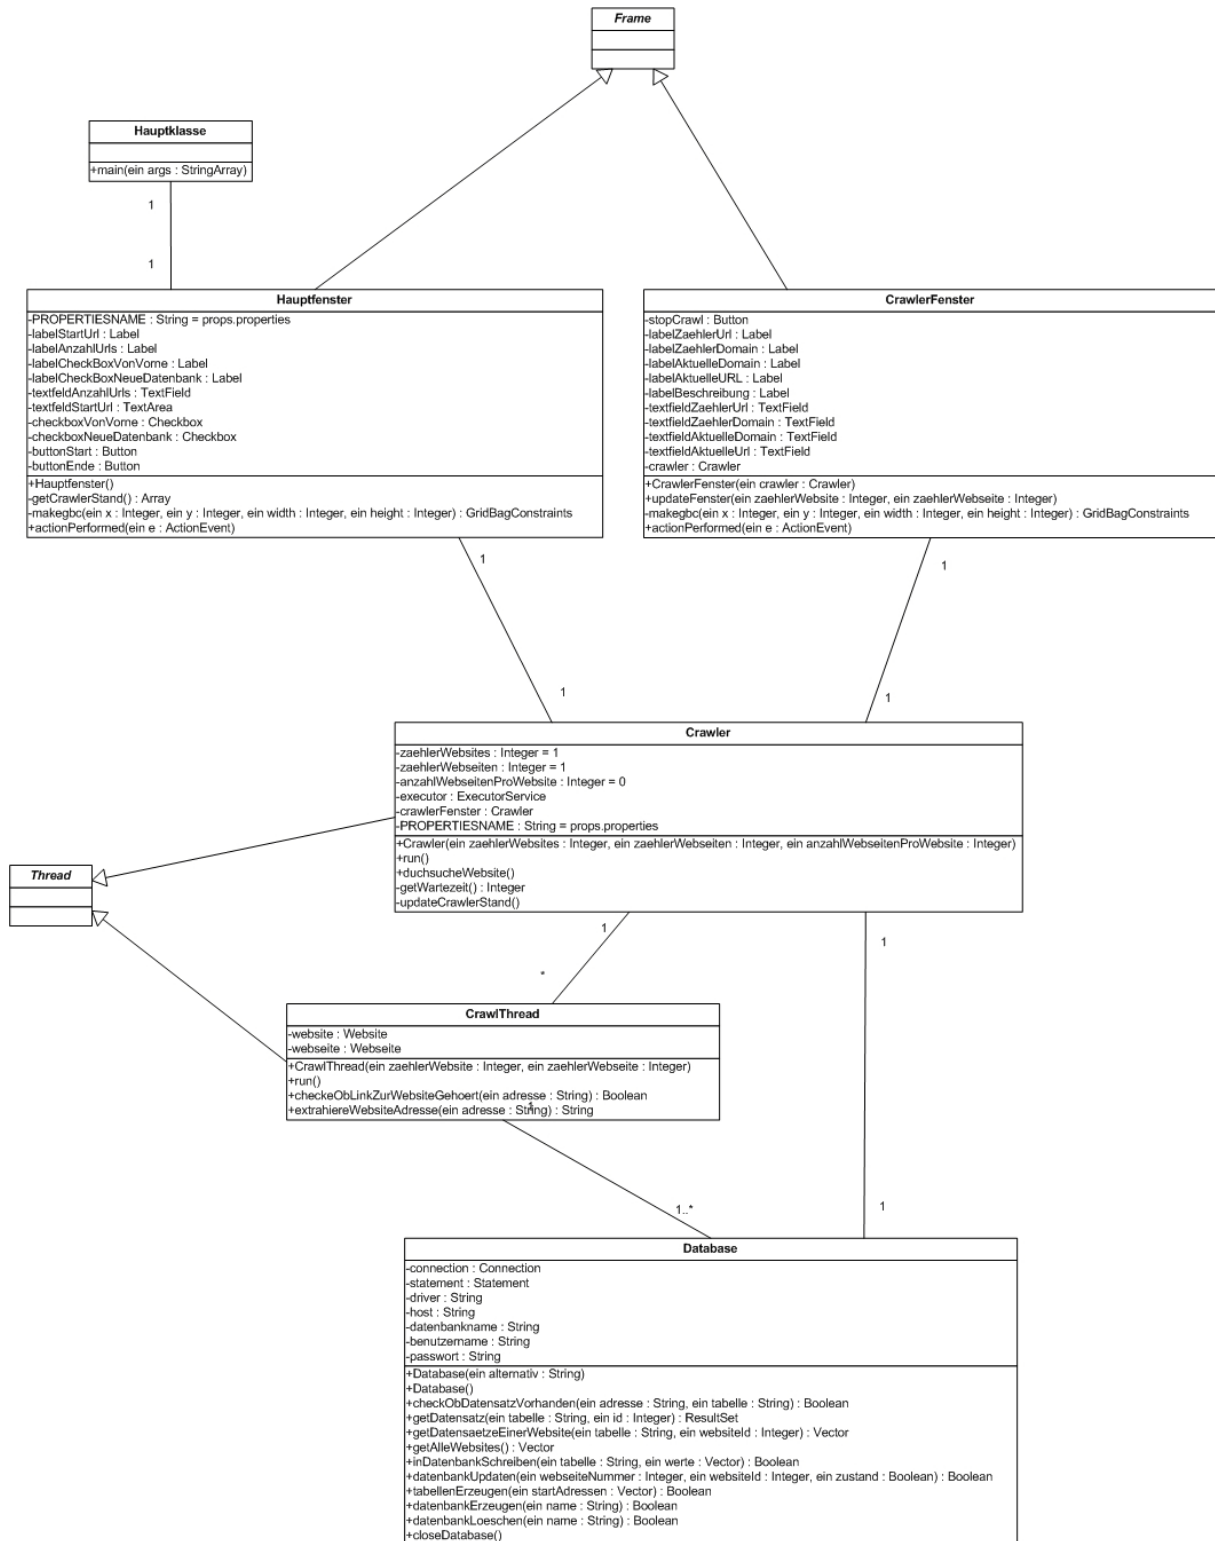 Frame
Hauptklasse
+main(ein args : StringArray)
1
1
Hauptfenster
-PROPERTIESNAME : String = props.properties
-labelStartUrl : Label
-labelAnzahlUrls : Label
-labelCheckBoxVonVorne : Label
-labelCheckBoxNeueDatenbank : Label
-textfeldAnzahlUrls : TextField
-textfeldStartUrl : TextArea
-checkboxVonVorne : Checkbox
-checkboxNeueDatenbank : Checkbox
-buttonStart : Button
-buttonEnde : Button
+Hauptfenster()
-getCrawlerStand() : Array
-makegbc(ein x : Integer, ein y : Integer, ein width : Integer, ein height : Integer) : GridBagConstraints
+actionPerformed(ein e : ActionEvent)
CrawlerFenster
-stopCrawl : Button
-labelZaehlerUrl : Label
-labelZaehlerDomain : Label
-labelAktuelleDomain : Label
-labelAktuelleURL : Label
-labelBeschreibung : Label
-textfieldZaehlerUrl : TextField
-textfieldZaehlerDomain : TextField
-textfieldAktuelleDomain : TextField
-textfieldAktuelleUrl : TextField
-crawler : Crawler
+CrawlerFenster(ein crawler : Crawler)
+updateFenster(ein zaehlerWebsite : Integer, ein zaehlerWebseite : Integer)
-makegbc(ein x : Integer, ein y : Integer, ein width : Integer, ein height : Integer) : GridBagConstraints
+actionPerformed(ein e : ActionEvent)
1
1
1
1
Crawler
-zaehlerWebsites : Integer = 1
-zaehlerWebseiten : Integer = 1
-anzahlWebseitenProWebsite : Integer = 0
-executor : ExecutorService
-crawlerFenster : Crawler
-PROPERTIESNAME : String = props.properties
+Crawler(ein zaehlerWebsites : Integer, ein zaehlerWebseiten : Integer, ein anzahlWebseitenProWebsite : Integer)
+run()
+duchsucheWebsite()
-getWartezeit() : Integer
-updateCrawlerStand()
Thread
1
*
1
CrawlThread
-website : Website
-webseite : Webseite
+CrawlThread(ein zaehlerWebsite : Integer, ein zaehlerWebseite : Integer)
+run()
+checkeObLinkZurWebsiteGehoert(ein adresse : String) : Boolean
+extrahiereWebsiteAdresse(ein adresse : String) : String
1
1..*
1
Database
-connection : Connection
-statement : Statement
-driver : String
-host : String
-datenbankname : String
-benutzername : String
-passwort : String
+Database(ein alternativ : String)
+Database()
+checkObDatensatzVorhanden(ein adresse : String, ein tabelle : String) : Boolean
+getDatensatz(ein tabelle : String, ein id : Integer) : ResultSet
+getDatensaetzeEinerWebsite(ein tabelle : String, ein websiteId : Integer) : Vector
+getAlleWebsites() : Vector
+inDatenbankSchreiben(ein tabelle : String, ein werte : Vector) : Boolean
+datenbankUpdaten(ein webseiteNummer : Integer, ein websiteId : Integer, ein zustand : Boolean) : Boolean
+tabellenErzeugen(ein startAdressen : Vector) : Boolean
+datenbankErzeugen(ein name : String) : Boolean
+datenbankLoeschen(ein name : String) : Boolean
+closeDatabase()